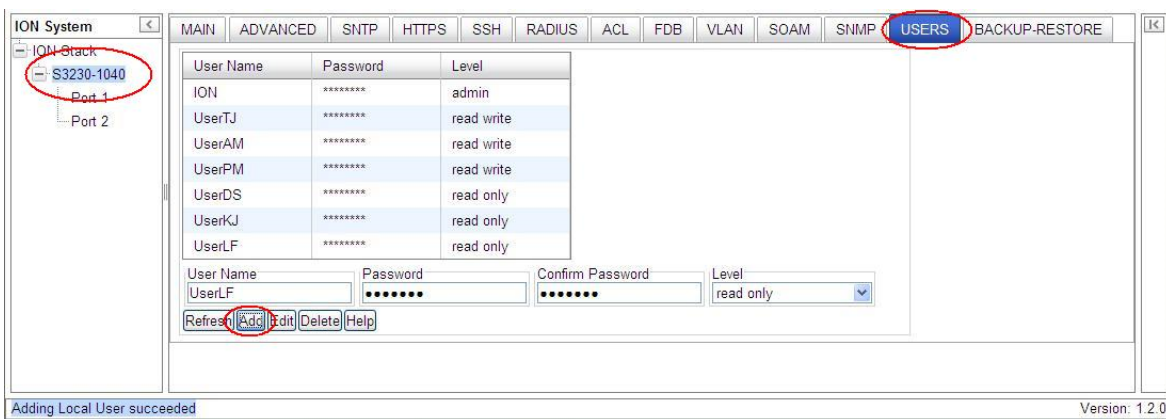 ION System
ION Stack
S3230-1040
Port 1
Port 2
MAIN ADVANCED SNTP HTTPS SSH RADIUS ACL FDB VLAN SOAM SNMP USERS BACKUP-RESTORE
User Name Password Level
ION ******** admin
UserTJ ******** read write
UserAM ******** read write
UserPM ******** read write
UserDS ******** read only
UserKJ ******** read only
UserLF ******** read only
User Name Password Confirm Password Level
UserLF ●●●●●●● ●●●●●●● read only
Refresh Add Edit Delete Help
Adding Local User succeeded Version: 1.2.0